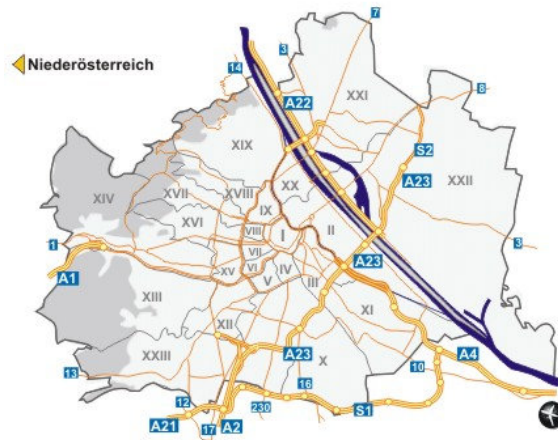 7
3
14
Niederösterreich
A22
XXI
8
XIX
S2
A23
XX
XXII
XIV
XVII
XVIII
IX
XVI
VIII
I
II
1
VII
3
A1
XV
VI
IV
A23
V
III
XIII
XI
XII
XXIII
A23
A4
X
10
13
16
12
230
S1
A21
17
A2